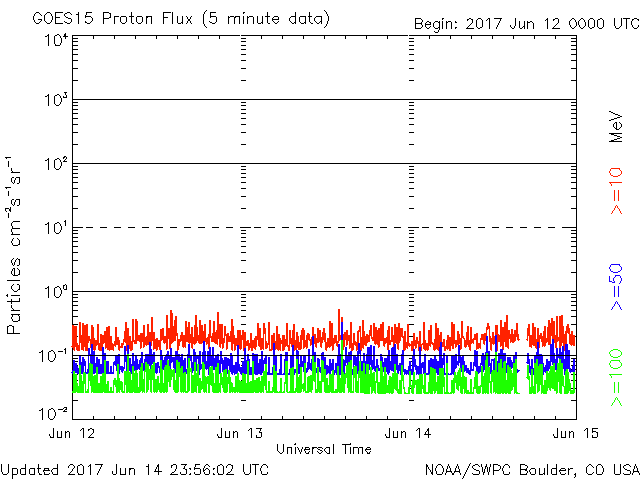 GOES15 Proton Flux (5 minute data)
Begin: 2017 Jun 12 0000 UTC
Particles cm⁻²s⁻¹sr⁻¹
10⁴
10³
10²
10¹
10⁰
10⁻¹
10⁻²
MeV
>=10
>=50
>=100
Jun 12
Jun 13
Jun 14
Jun 15
Universal Time
Updated 2017 Jun 14 23:56:02 UTC
NOAA/SWPC Boulder, CO USA